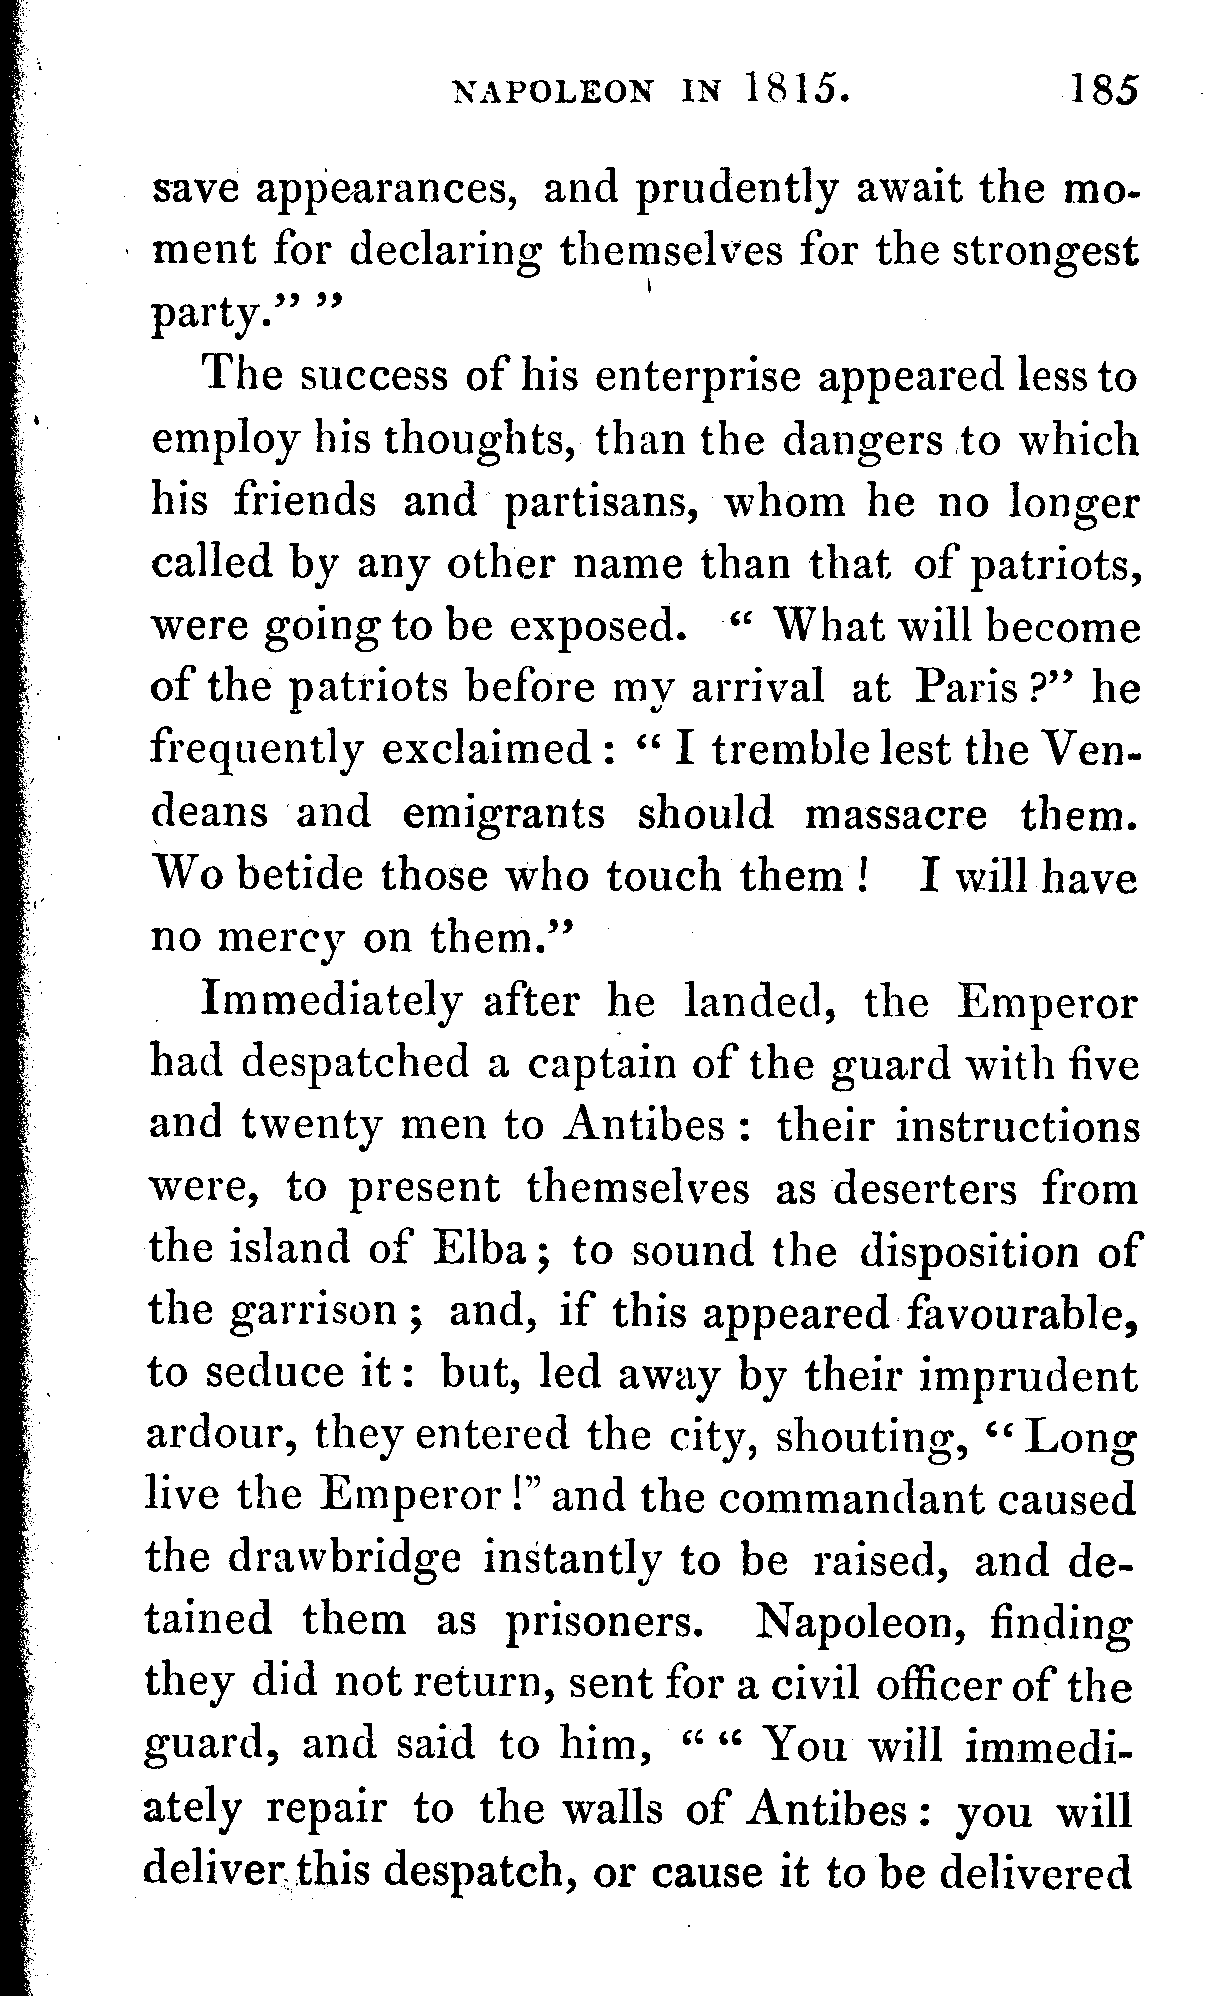 NAPOLEON IN 1815. 185
save appearances, and prudently await the mo-
ment for declaring themselves for the strongest
party." "
The success of his enterprise appeared less to
employ his thoughts, than the dangers to which
his friends and partisans, whom he no longer
called by any other name than that of patriots,
were going to be exposed. " What will become
of the patriots before my arrival at Paris ?" he
frequently exclaimed : " I tremble lest the Ven-
deans and emigrants should massacre them.
Wo betide those who touch them ! I will have
no mercy on them."
Immediately after he landed, the Emperor
had despatched a captain of the guard with five
and twenty men to Antibes : their instructions
were, to present themselves as deserters from
the island of Elba ; to sound the disposition of
the garrison ; and, if this appeared favourable,
to seduce it : but, led away by their imprudent
ardour, they entered the city, shouting, " Long
live the Emperor !" and the commandant caused
the drawbridge instantly to be raised, and de-
tained them as prisoners. Napoleon, finding
they did not return, sent for a civil officer of the
guard, and said to him, " " You will immedi-
ately repair to the walls of Antibes : you will
deliver this despatch, or cause it to be delivered